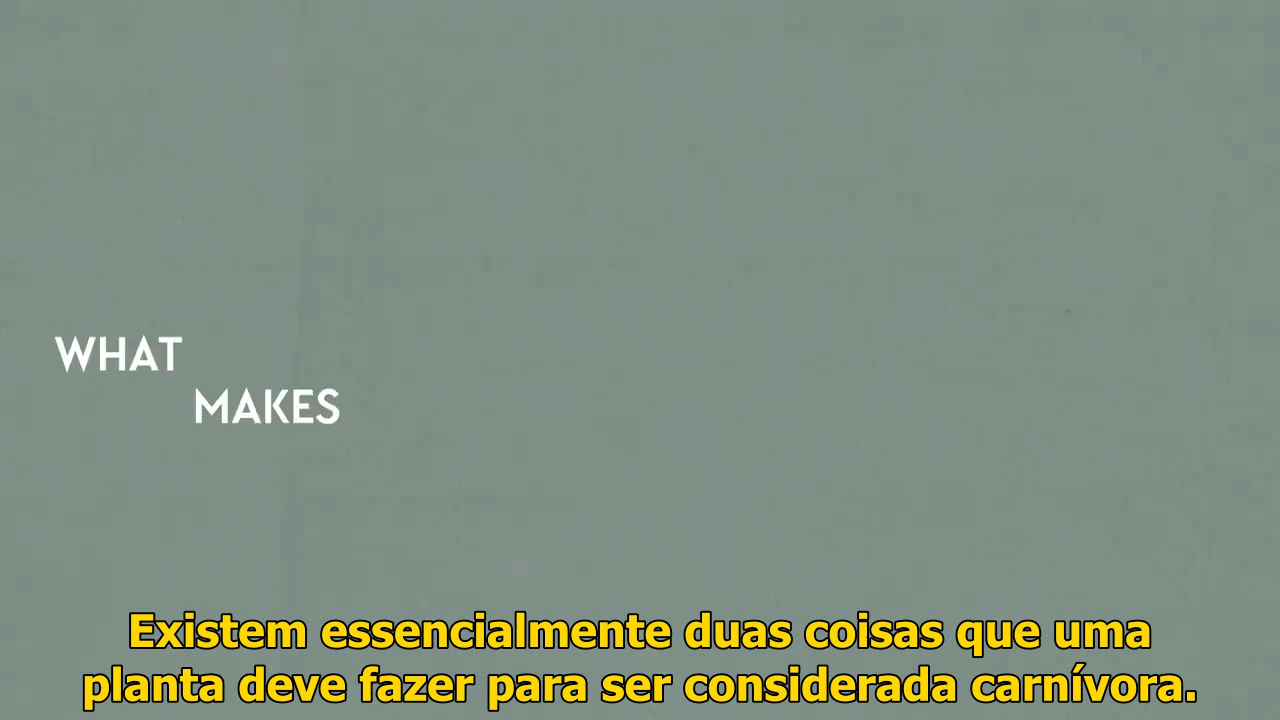 WHAT
MAKES
Existem essencialmente duas coisas que uma
planta deve fazer para ser considerada carnívora.